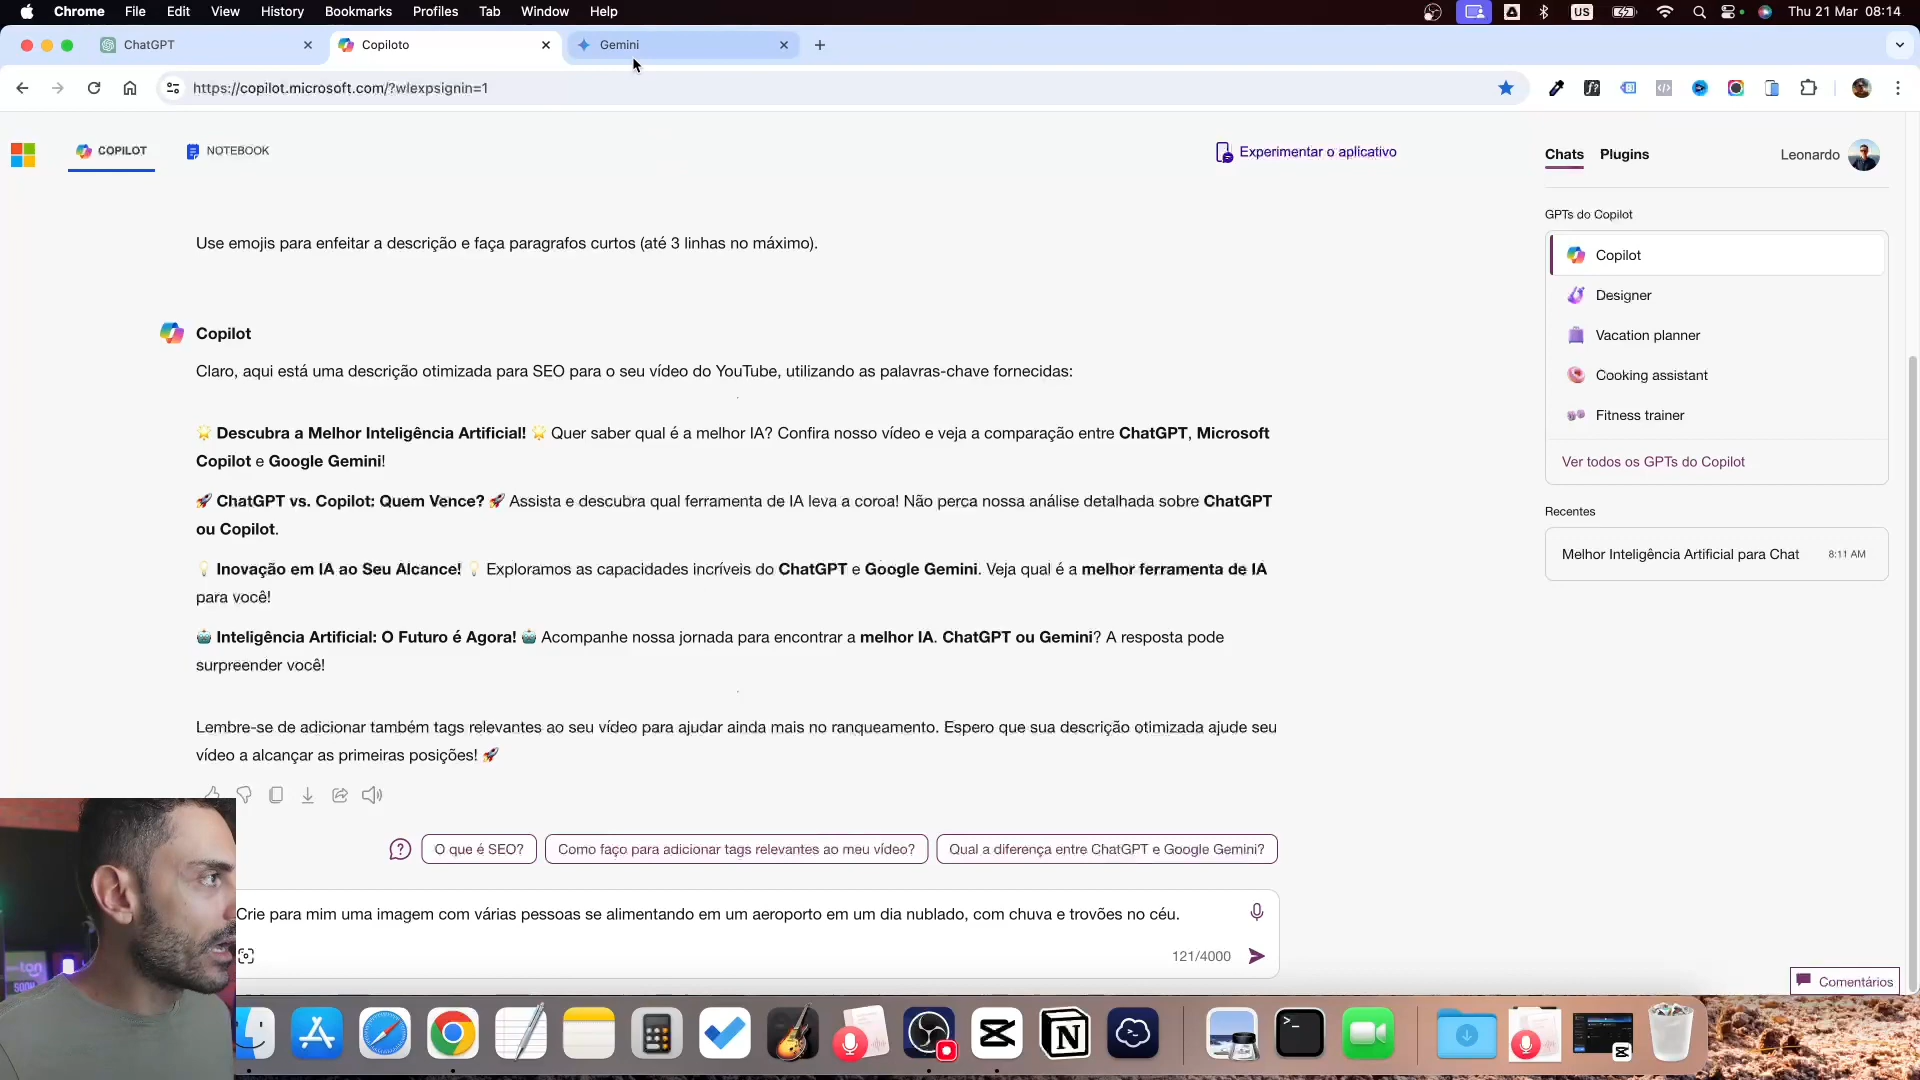 Chrome File Edit View History Bookmarks Profiles Tab Window Help US Thu 21 Mar 08:14
ChatGPT Copiloto Gemini
https://copilot.microsoft.com/?wlexpsignin=1
COPILOT NOTEBOOK Experimentar o aplicativo Chats Plugins Leonardo
GPTs do Copilot
Use emojis para enfeitar a descrição e faça paragrafos curtos (até 3 linhas no máximo).
Copilot
Designer
Vacation planner
Cooking assistant
Fitness trainer
Ver todos os GPTs do Copilot
Recentes
Melhor Inteligência Artificial para Chat 8:11 AM
Copilot
Claro, aqui está uma descrição otimizada para SEO para o seu vídeo do YouTube, utilizando as palavras-chave fornecidas:
🌟 Descubra a Melhor Inteligência Artificial! 🌟 Quer saber qual é a melhor IA? Confira nosso vídeo e veja a comparação entre ChatGPT, Microsoft
Copilot e Google Gemini!
🚀 ChatGPT vs. Copilot: Quem Vence? 🚀 Assista e descubra qual ferramenta de IA leva a coroa! Não perca nossa análise detalhada sobre ChatGPT
ou Copilot.
💡 Inovação em IA ao Seu Alcance! 💡 Exploramos as capacidades incríveis do ChatGPT e Google Gemini. Veja qual é a melhor ferramenta de IA
para você!
🤖 Inteligência Artificial: O Futuro é Agora! 🤖 Acompanhe nossa jornada para encontrar a melhor IA. ChatGPT ou Gemini? A resposta pode
surpreender você!
Lembre-se de adicionar também tags relevantes ao seu vídeo para ajudar ainda mais no ranqueamento. Espero que sua descrição otimizada ajude seu
vídeo a alcançar as primeiras posições! 🚀
O que é SEO? Como faço para adicionar tags relevantes ao meu vídeo? Qual a diferença entre ChatGPT e Google Gemini?
Crie para mim uma imagem com várias pessoas se alimentando em um aeroporto em um dia nublado, com chuva e trovões no céu.
121/4000
Comentários